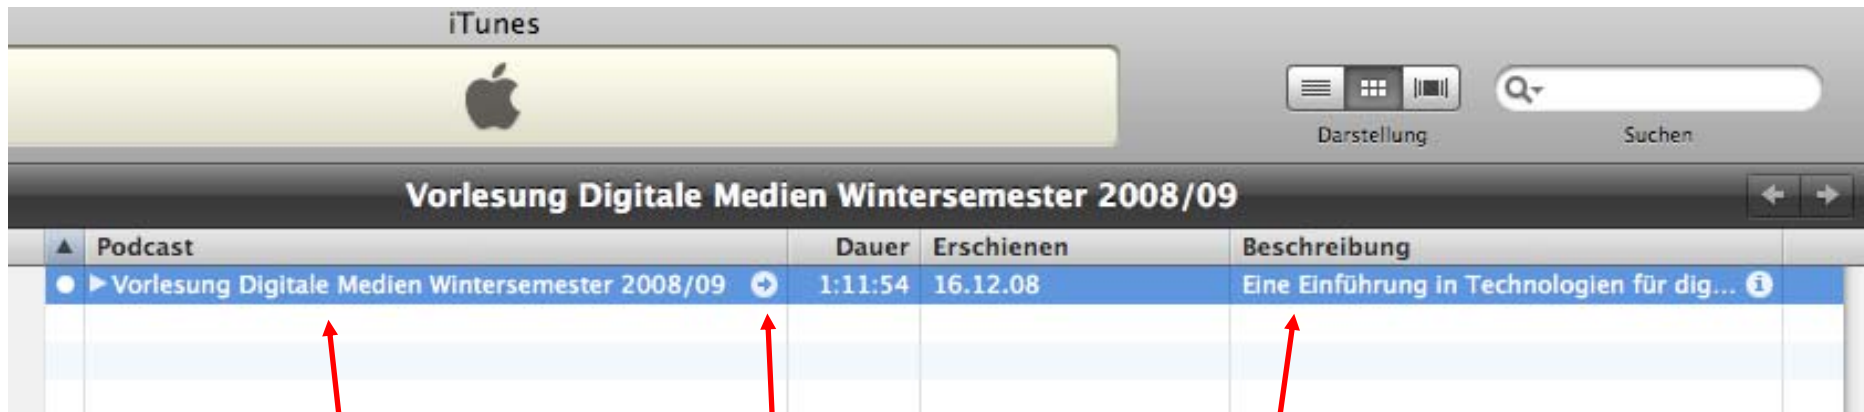 iTunes
Darstellung
Suchen
Vorlesung Digitale Medien Wintersemester 2008/09
Podcast Dauer Erschienen Beschreibung
Vorlesung Digitale Medien Wintersemester 2008/09 1:11:54 16.12.08 Eine Einführung in Technologien für dig...